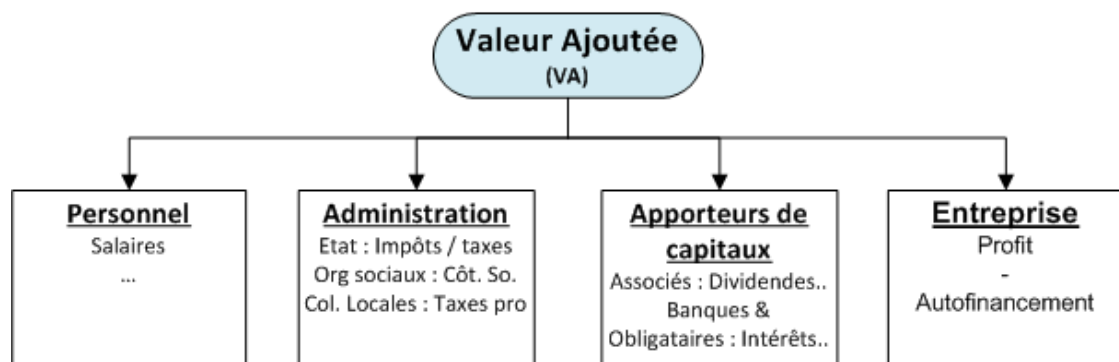 Valeur Ajoutée
(VA)
Personnel
Salaires
...
Administration
Etat : Impôts / taxes
Org sociaux : Côt. So.
Col. Locales : Taxes pro
Apporteurs de
capitaux
Associés : Dividendes..
Banques &
Obligataires : Intérêts..
Entreprise
Profit
-
Autofinancement